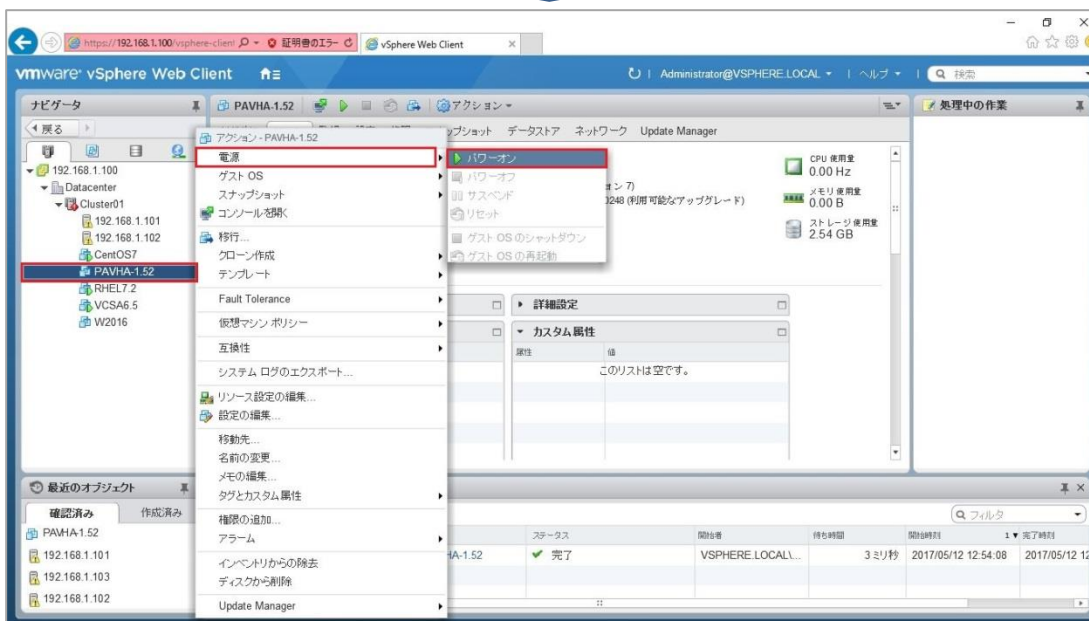 https://192.168.1.100/vsphere-client 証明書のエラー vSphere Web Client
vmware® vSphere Web Client
Administrator@VSPHERE.LOCAL
ヘルプ
検索
ナビゲータ
PAVHA-1.52
アクション
処理中の作業
戻る
アクション - PAVHA-1.52
ップショット データストア ネットワーク Update Manager
電源
パワーオン
ゲスト OS
パワーオフ
スナップショット
サスペンド
コンソールを開く
リセット
移行...
ゲスト OS のシャットダウン
クローン作成
ゲスト OS の再起動
テンプレート
Fault Tolerance
仮想マシン ポリシー
互換性
システム ログのエクスポート...
リソース設定の編集...
設定の編集...
移動先...
名前の変更...
メモの編集...
タグとカスタム属性
権限の追加...
アラーム
インベントリからの除去
ディスクから削除
Update Manager
192.168.1.100
Datacenter
Cluster01
192.168.1.101
192.168.1.102
CentOS7
PAVHA-1.52
RHEL7.2
VCSA6.5
W2016
ョン 7)
0248 (利用可能なアップグレード)
CPU 使用量
0.00 Hz
メモリ使用量
0.00 B
ストレージ使用量
2.54 GB
詳細設定
カスタム属性
属性 値
このリストは空です。
最近のオブジェクト
確認済み 作成済み
PAVHA-1.52
192.168.1.101
192.168.1.103
192.168.1.102
フィルタ
ステータス 開始者 待ち時間 開始時刻 1 完了時刻
HA-1.52 完了 VSPHERE.LOCAL\... 3 ミリ秒 2017/05/12 12:54:08 2017/05/12 12